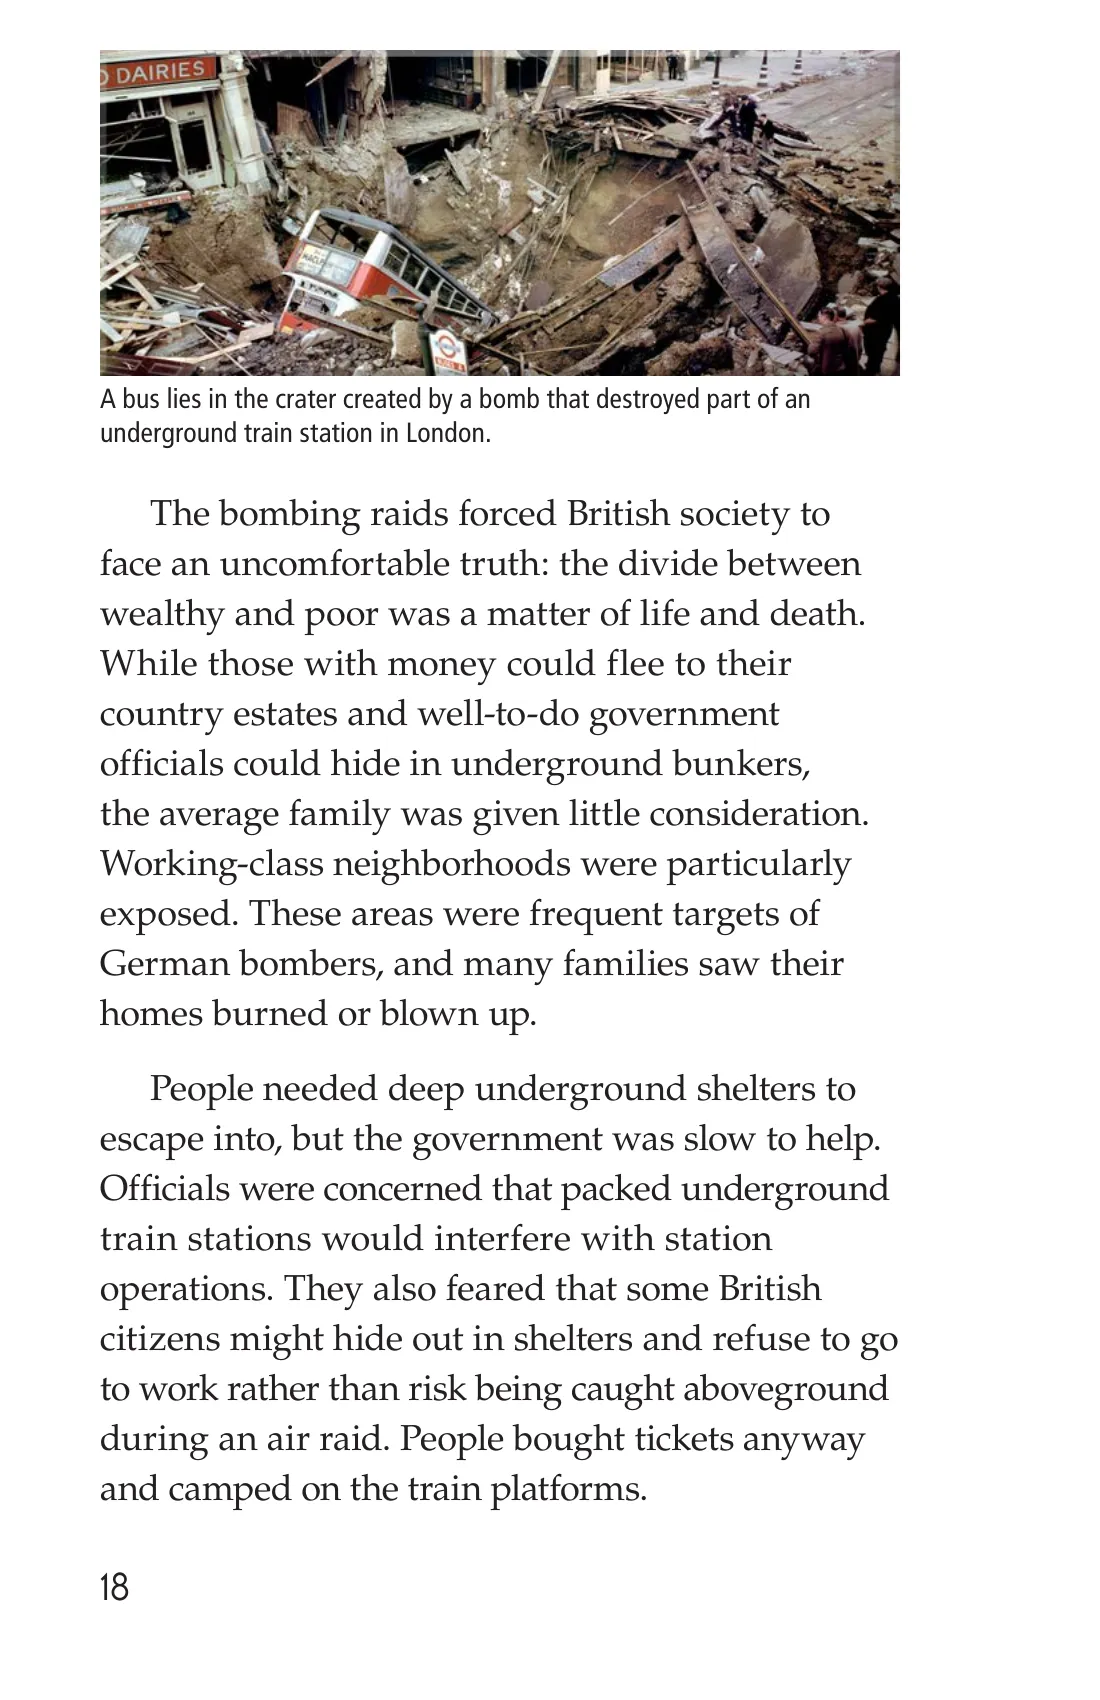 DAIRIES
A bus lies in the crater created by a bomb that destroyed part of an
underground train station in London.
The bombing raids forced British society to
face an uncomfortable truth: the divide between
wealthy and poor was a matter of life and death.
While those with money could flee to their
country estates and well-to-do government
officials could hide in underground bunkers,
the average family was given little consideration.
Working-class neighborhoods were particularly
exposed. These areas were frequent targets of
German bombers, and many families saw their
homes burned or blown up.
People needed deep underground shelters to
escape into, but the government was slow to help.
Officials were concerned that packed underground
train stations would interfere with station
operations. They also feared that some British
citizens might hide out in shelters and refuse to go
to work rather than risk being caught aboveground
during an air raid. People bought tickets anyway
and camped on the train platforms.
18